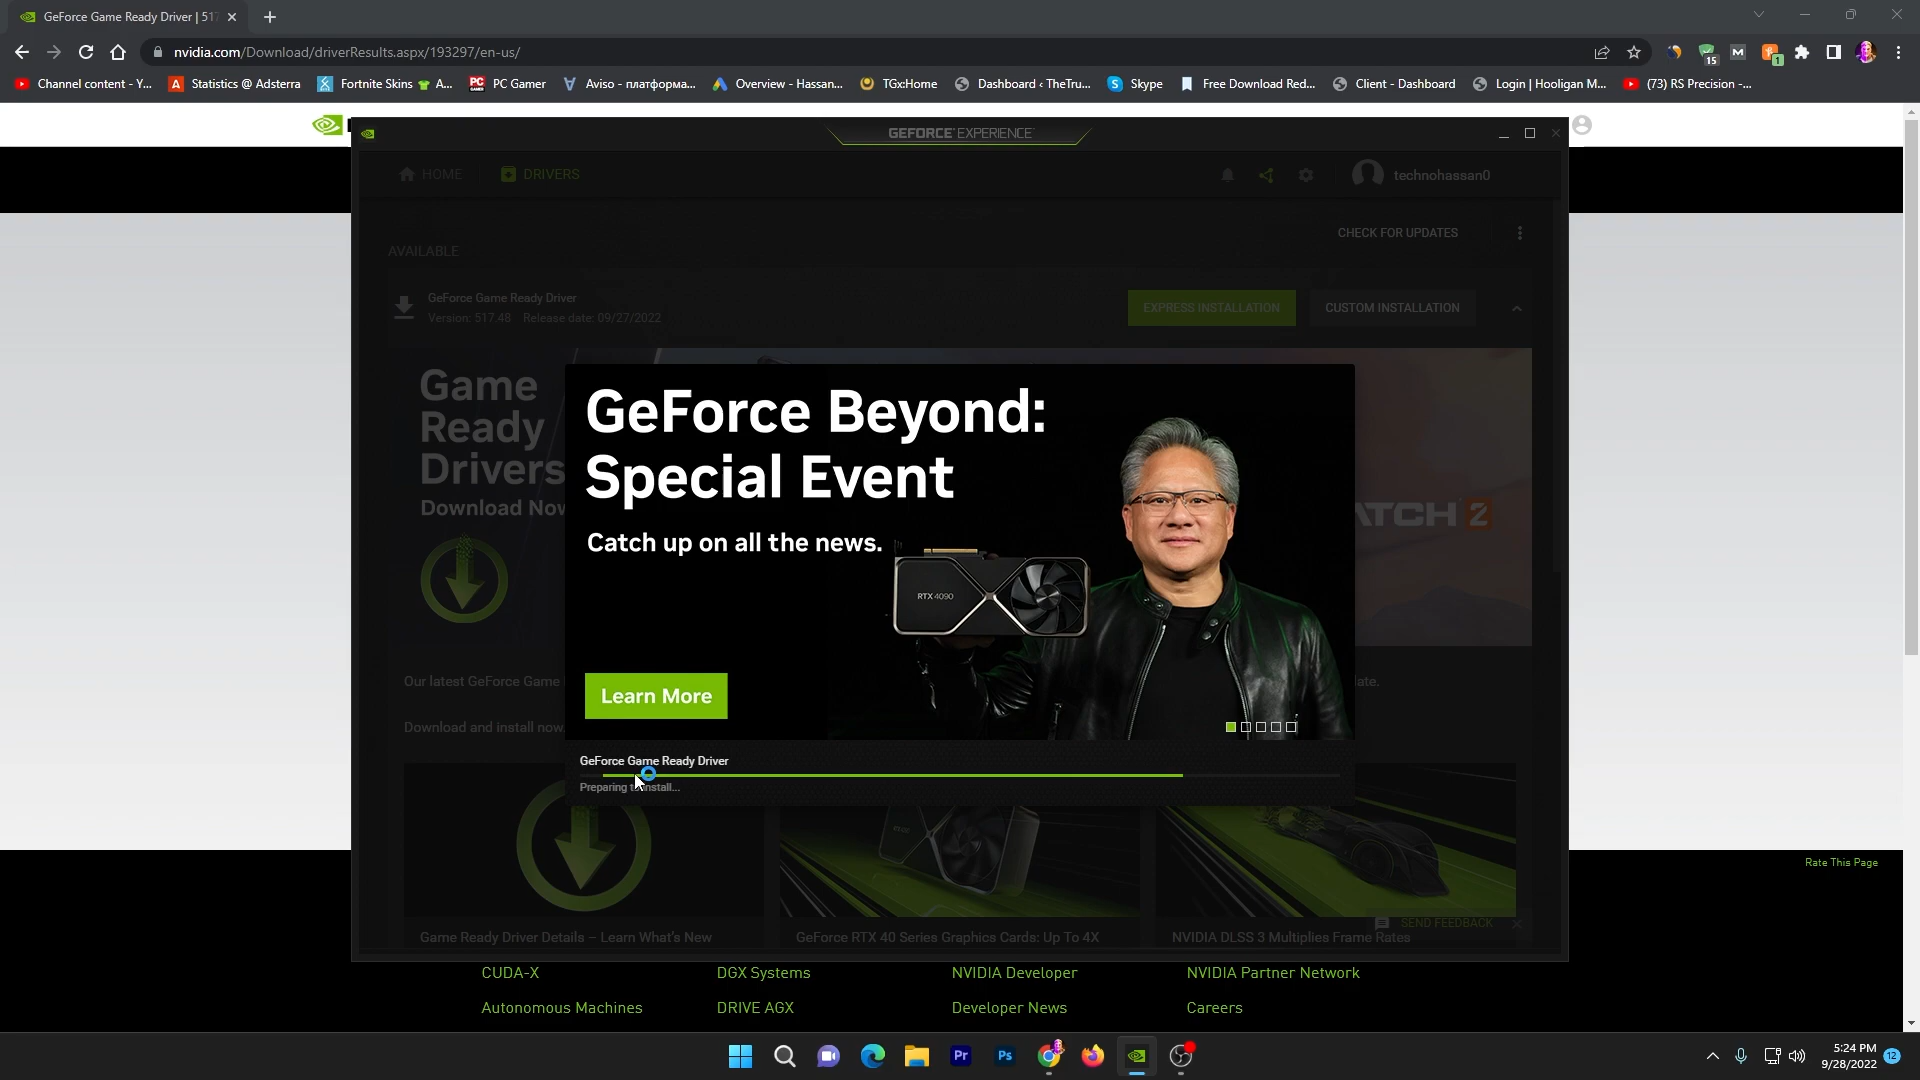 GeForce Game Ready Driver | 517
nvidia.com/Download/driverResults.aspx/193297/en-us/
15
1
Channel content - Y...
Statistics @ Adsterra
Fortnite Skins 👕 A...
PC Gamer
Aviso - платформа...
Overview - Hassan...
TGx:Home
Dashboard ‹ TheTru...
Skype
Free Download Red...
Client - Dashboard
Login | Hooligan M...
(73) RS Precision -...
GEFORCE EXPERIENCE
HOME
DRIVERS
technohassan0
CHECK FOR UPDATES
AVAILABLE
GeForce Game Ready Driver
Version: 517.48 Release date: 09/27/2022
EXPRESS INSTALLATION
CUSTOM INSTALLATION
Game
Ready
Drivers
Download Now
ATCH 2
GeForce Beyond:
Special Event
Catch up on all the news.
RTX 4090
Learn More
Our latest GeForce Game
ate.
Download and install now.
GeForce Game Ready Driver
Preparing to install...
Rate This Page
SEND FEEDBACK
Game Ready Driver Details – Learn What's New
GeForce RTX 40 Series Graphics Cards: Up To 4X
NVIDIA DLSS 3 Multiplies Frame Rates
CUDA-X
DGX Systems
NVIDIA Developer
NVIDIA Partner Network
Autonomous Machines
DRIVE AGX
Developer News
Careers
Pr
Ps
5:24 PM
9/28/2022
12